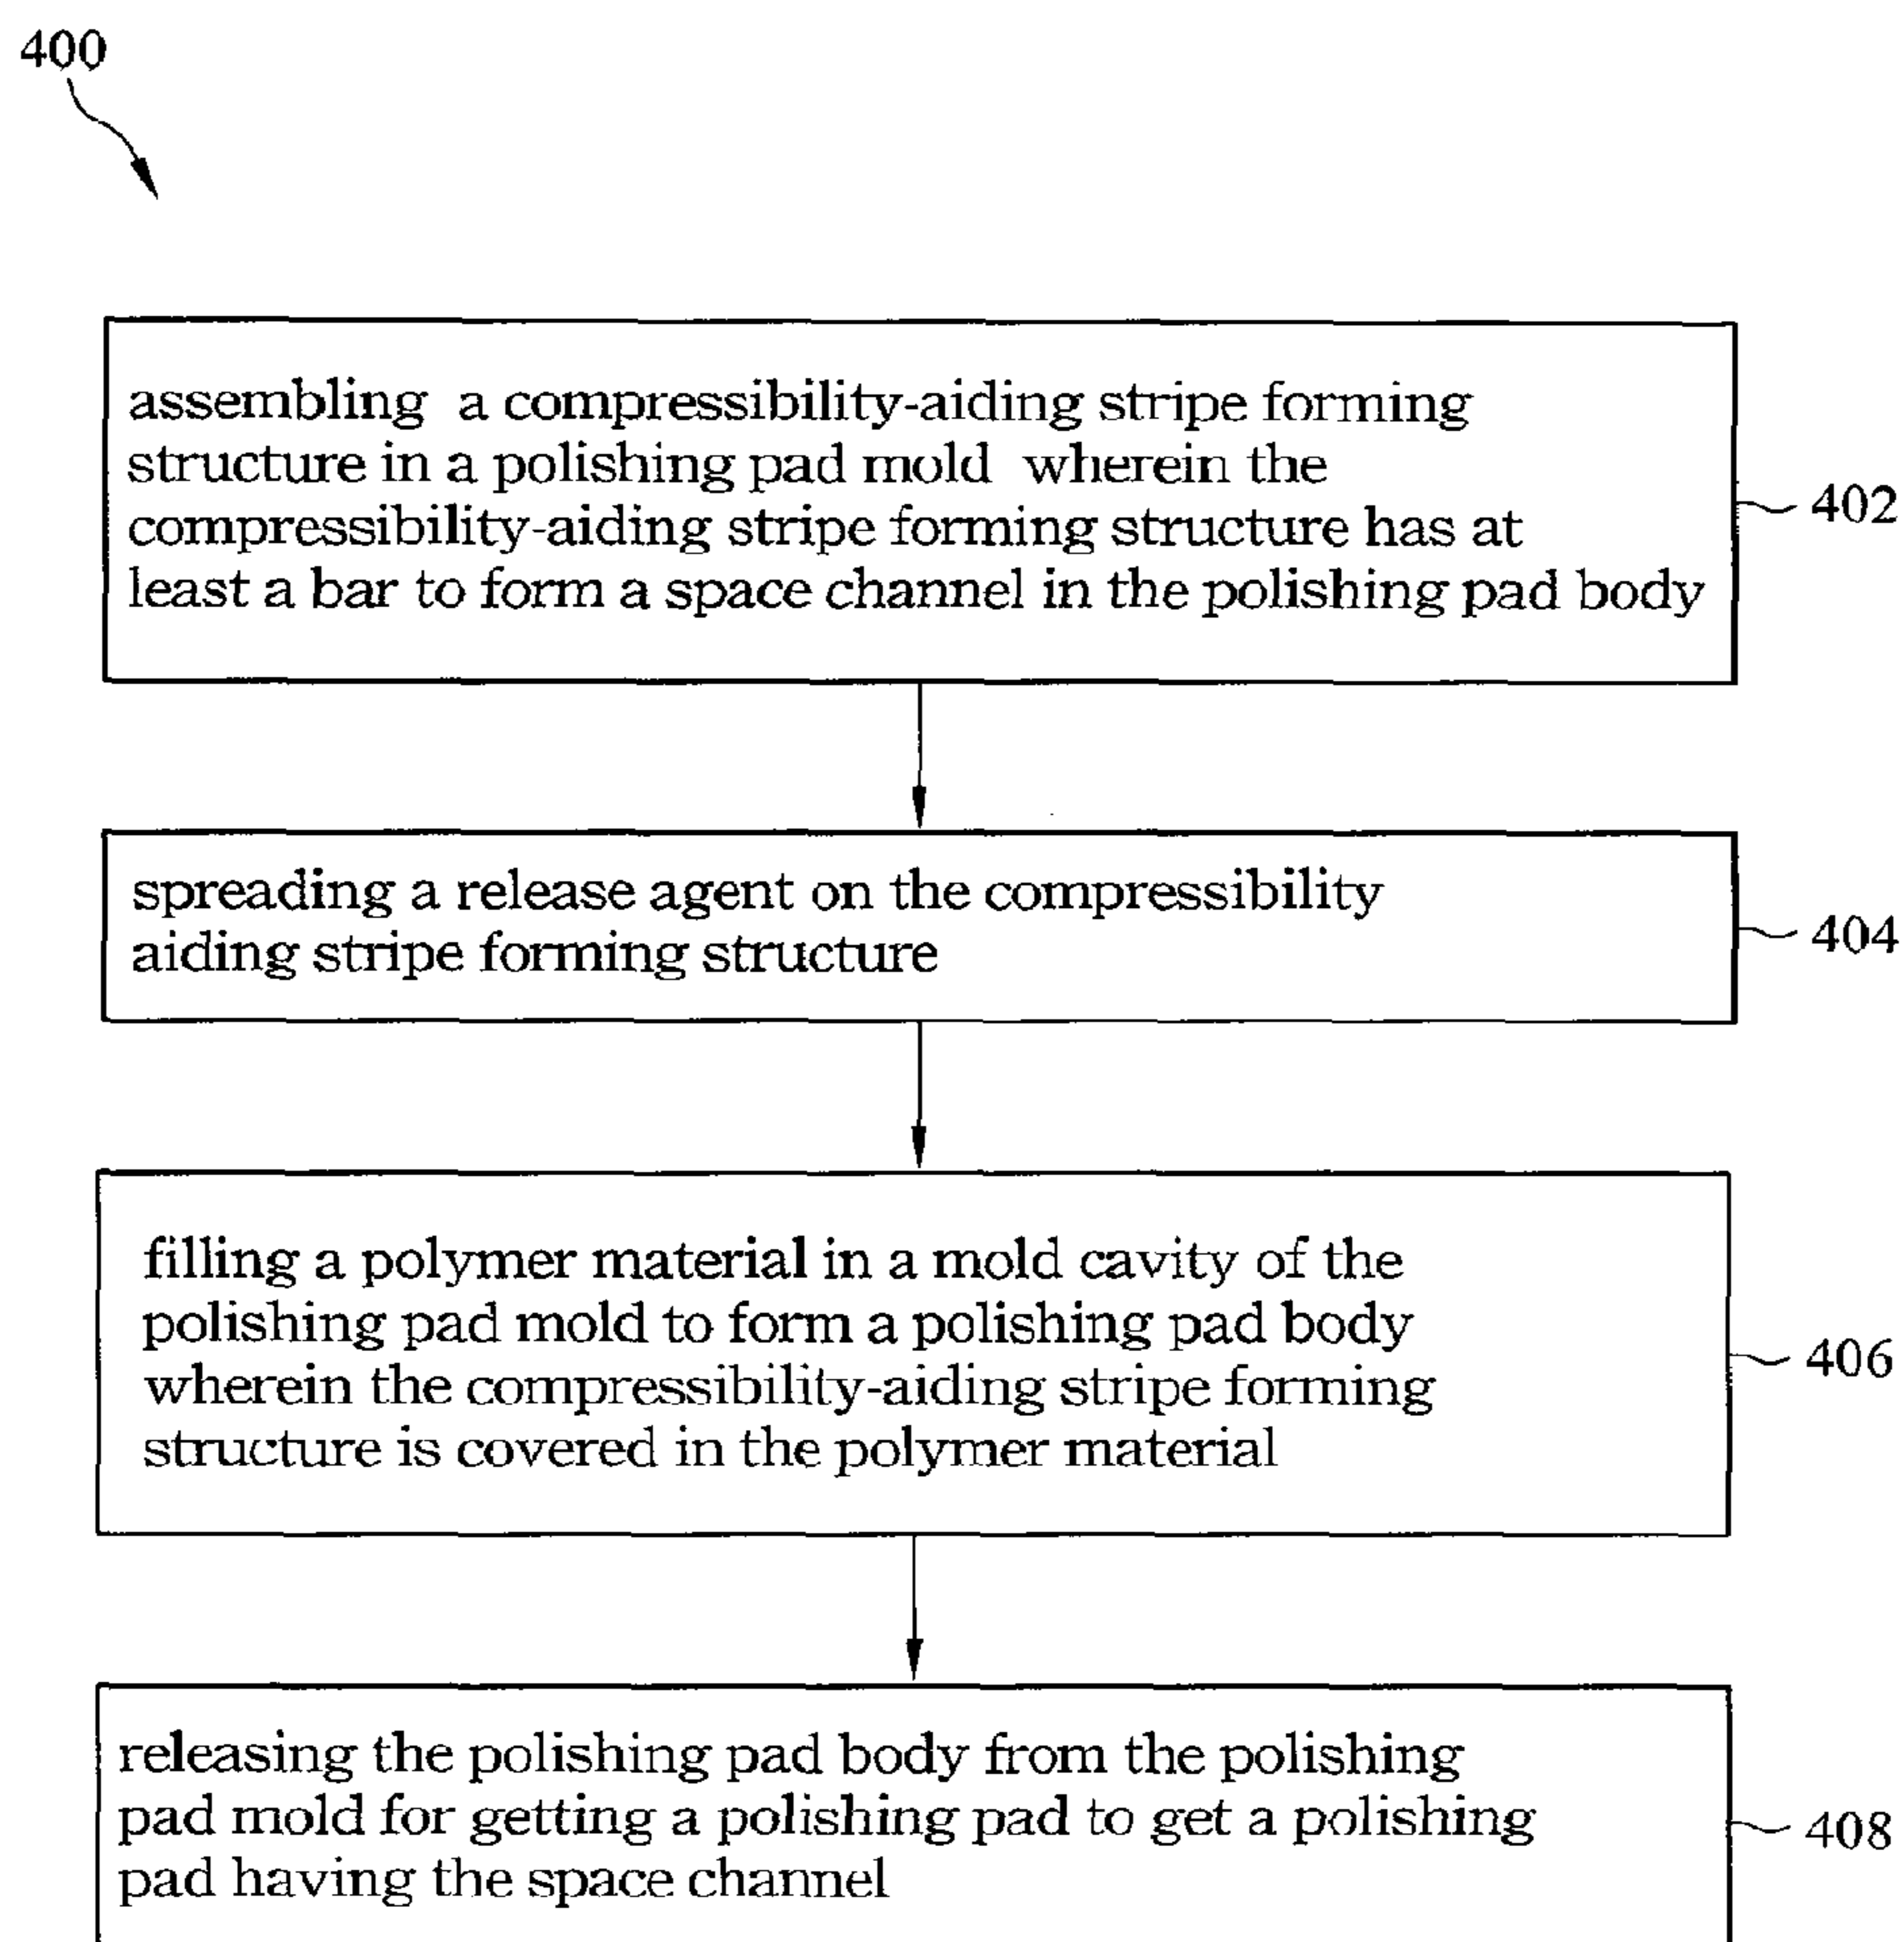 400
assembling a compressibility-aiding stripe forming
structure in a polishing pad mold wherein the
compressibility-aiding stripe forming structure has at
least a bar to form a space channel in the polishing pad body
402
spreading a release agent on the compressibility
aiding stripe forming structure
404
filling a polymer material in a mold cavity of the
polishing pad mold to form a polishing pad body
wherein the compressibility-aiding stripe forming
structure is covered in the polymer material
406
releasing the polishing pad body from the polishing
pad mold for getting a polishing pad to get a polishing
pad having the space channel
408